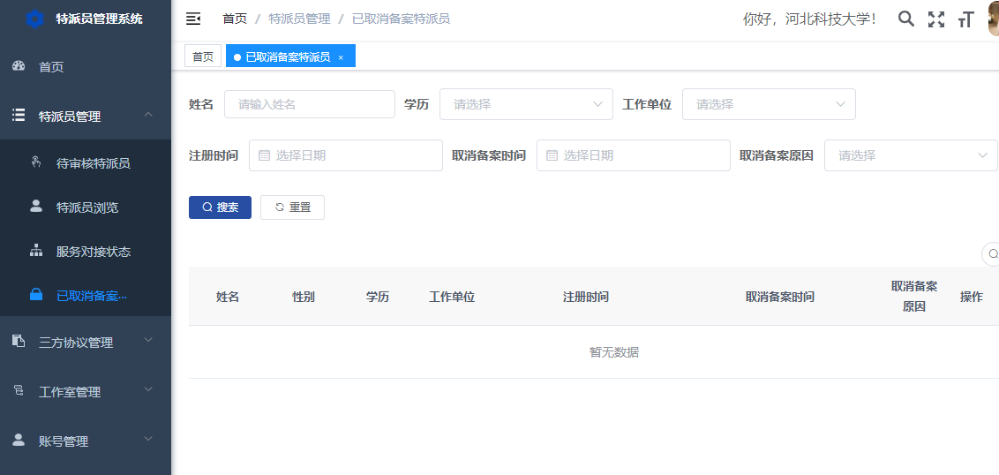 特派员管理系统
首页 / 特派员管理 / 已取消备案特派员
你好，河北科技大学！
首页
已取消备案特派员 ×
首页
特派员管理
待审核特派员
特派员浏览
服务对接状态
已取消备案...
三方协议管理
工作室管理
账号管理
姓名 请输入姓名 学历 请选择 工作单位 请选择
注册时间 选择日期 取消备案时间 选择日期 取消备案原因 请选择
搜索 重置
姓名 性别 学历 工作单位 注册时间 取消备案时间 取消备案原因 操作
暂无数据